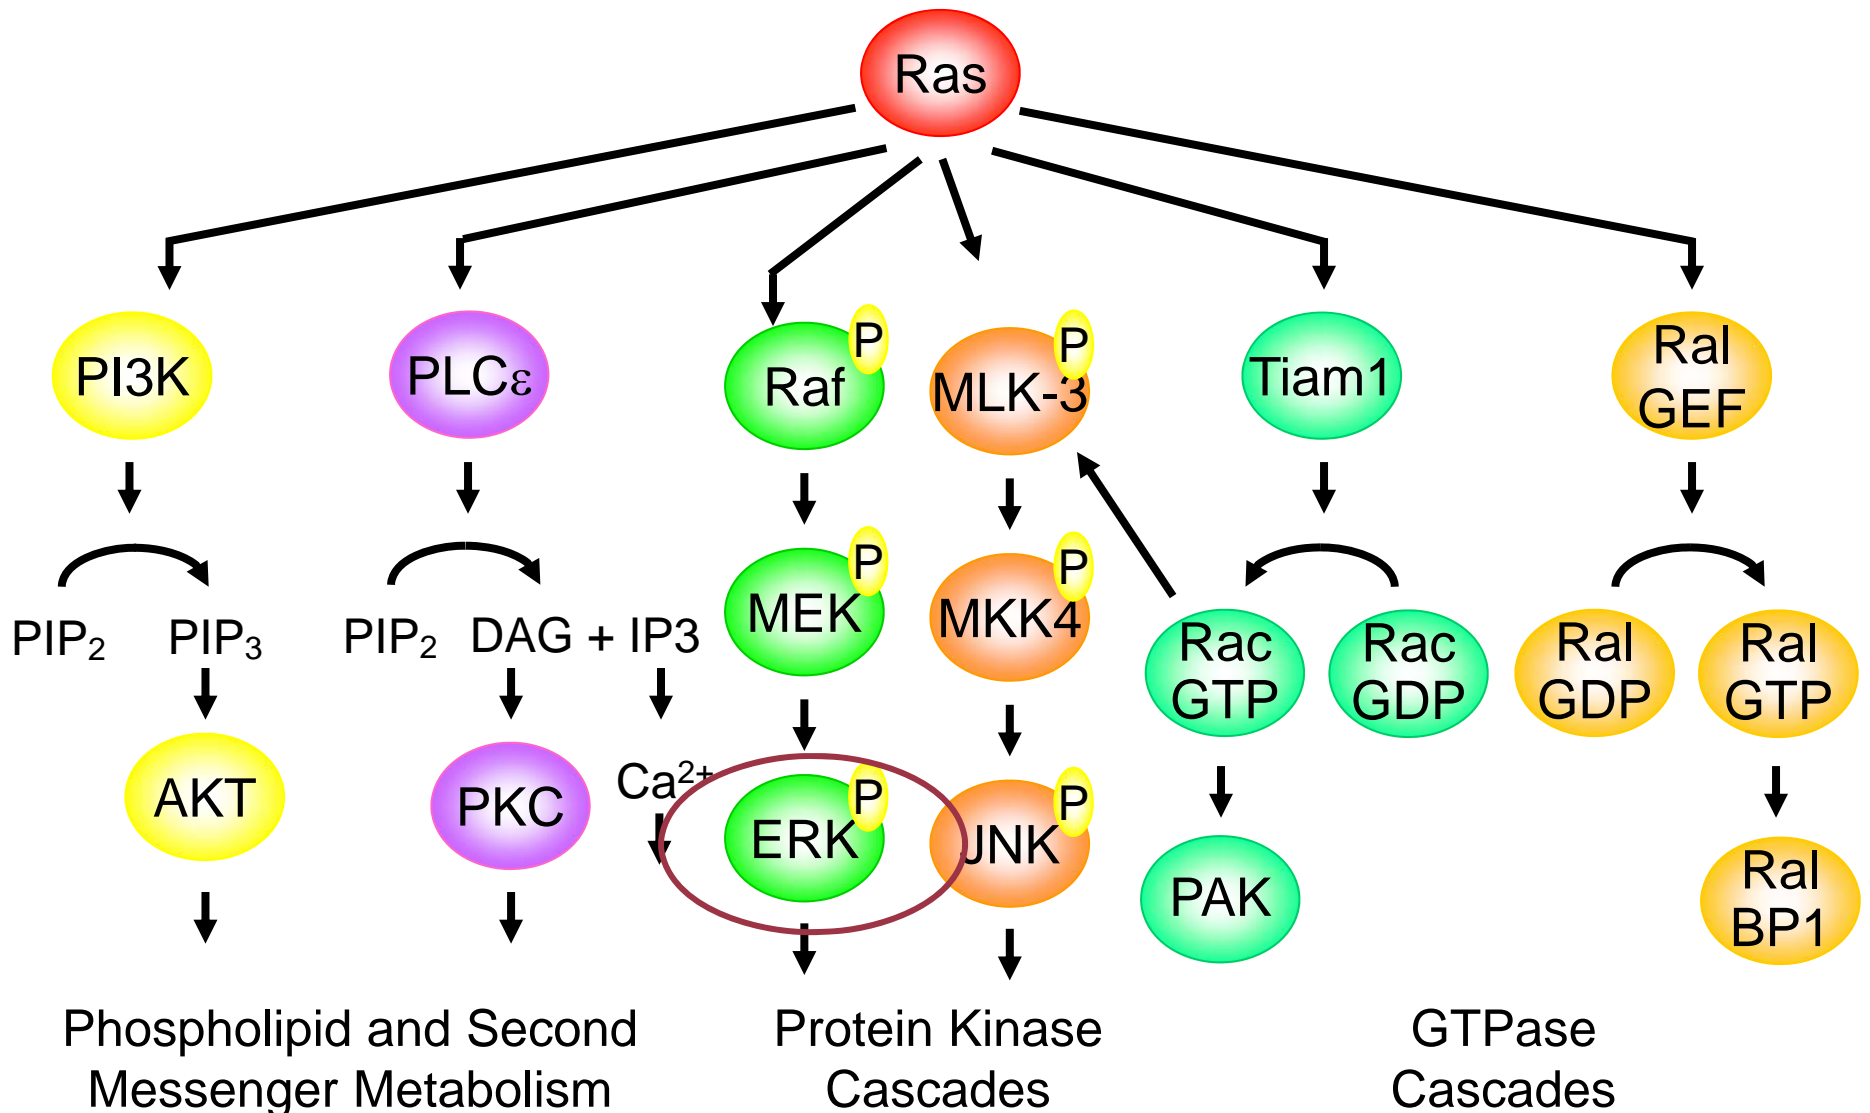 Ras
PI3K
PLCε
P
Raf
P
MLK-3
Tiam1
Ral
GEF
PIP₂
PIP₃
PIP₂
DAG + IP3
P
MEK
P
MKK4
Rac
GTP
Rac
GDP
Ral
GDP
Ral
GTP
AKT
PKC
Ca²⁺
P
ERK
P
JNK
PAK
Ral
BP1
Phospholipid and Second
Messenger Metabolism
Protein Kinase
Cascades
GTPase
Cascades